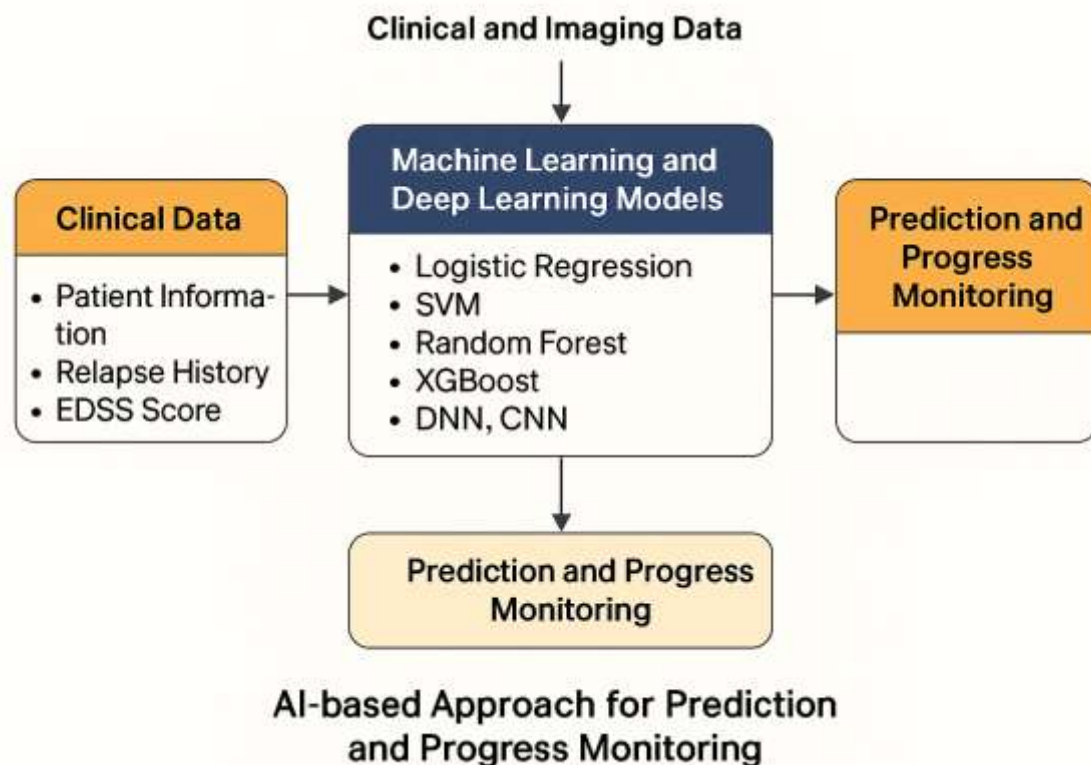 Clinical and Imaging Data
Clinical Data
• Patient Informa-
tion
• Relapse History
• EDSS Score
Machine Learning and
Deep Learning Models
• Logistic Regression
• SVM
• Random Forest
• XGBoost
• DNN, CNN
Prediction and
Progress
Monitoring
Prediction and Progress
Monitoring
AI-based Approach for Prediction
and Progress Monitoring